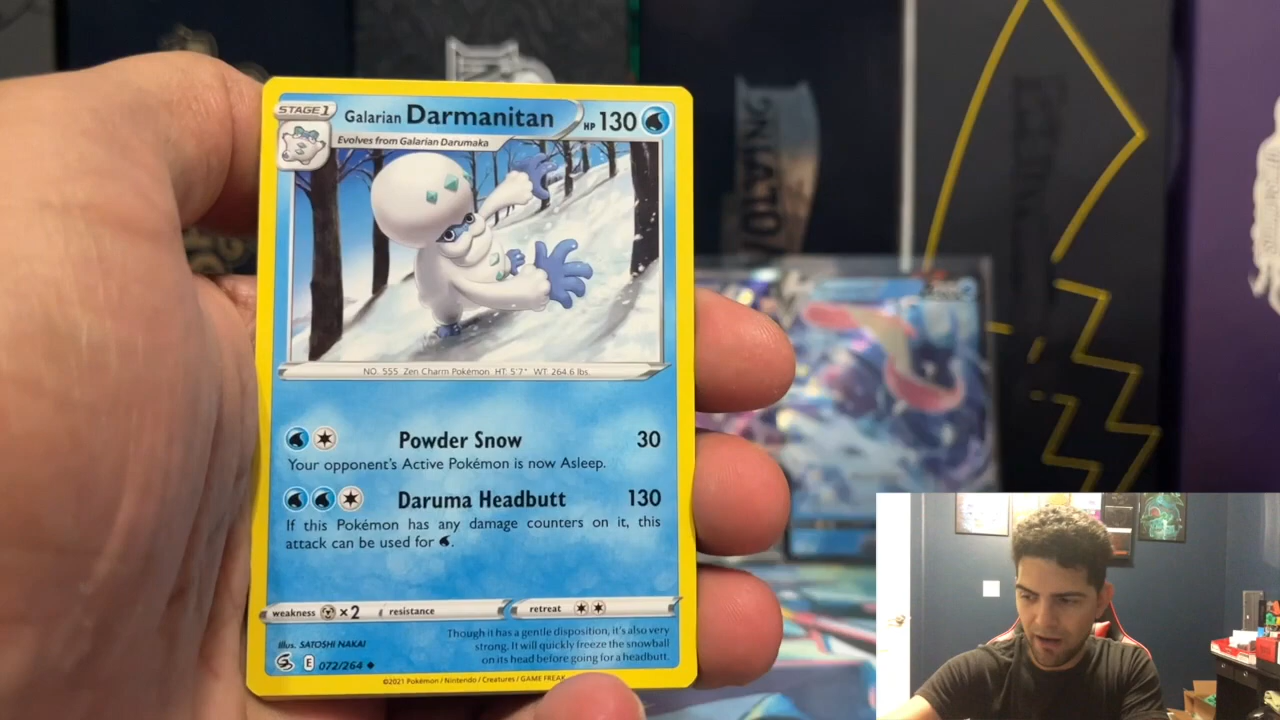 STAGE 1
Galarian Darmanitan HP 130
Evolves from Galarian Darumaka
NO. 555 Zen Charm Pokémon HT: 5'7" WT: 264.6 lbs.
Powder Snow 30
Your opponent's Active Pokémon is now Asleep.
Daruma Headbutt 130
If this Pokémon has any damage counters on it, this
attack can be used for
weakness ×2 resistance retreat
Illus. SATOSHI NAKAI
Though it has a gentle disposition, it's also very
strong. It will quickly freeze the snowball
on its head before going for a headbutt.
E 072/264
©2021 Pokémon / Nintendo / Creatures / GAME FREAK